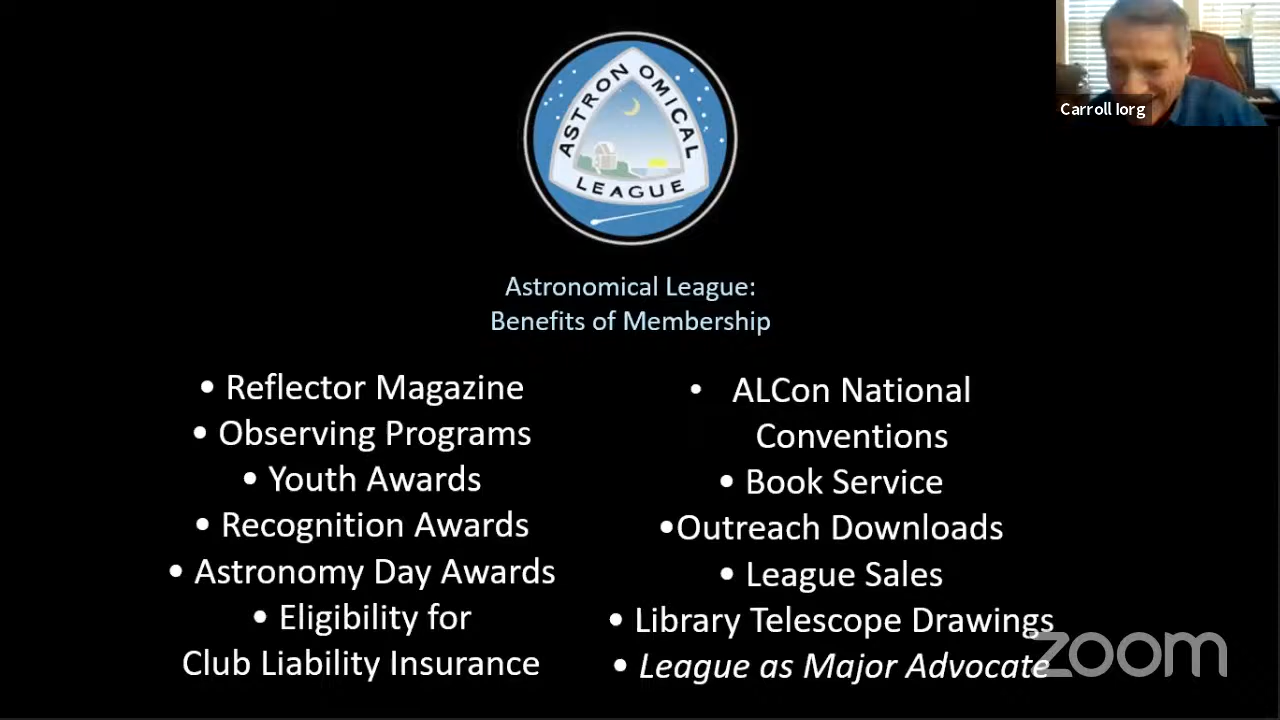 ASTRONOMICAL
LEAGUE
Carroll Iorg
Astronomical League:
Benefits of Membership
• Reflector Magazine
• Observing Programs
• Youth Awards
• Recognition Awards
• Astronomy Day Awards
• Eligibility for
Club Liability Insurance
• ALCon National
Conventions
• Book Service
•Outreach Downloads
• League Sales
• Library Telescope Drawings
• League as Major Advocate
zoom